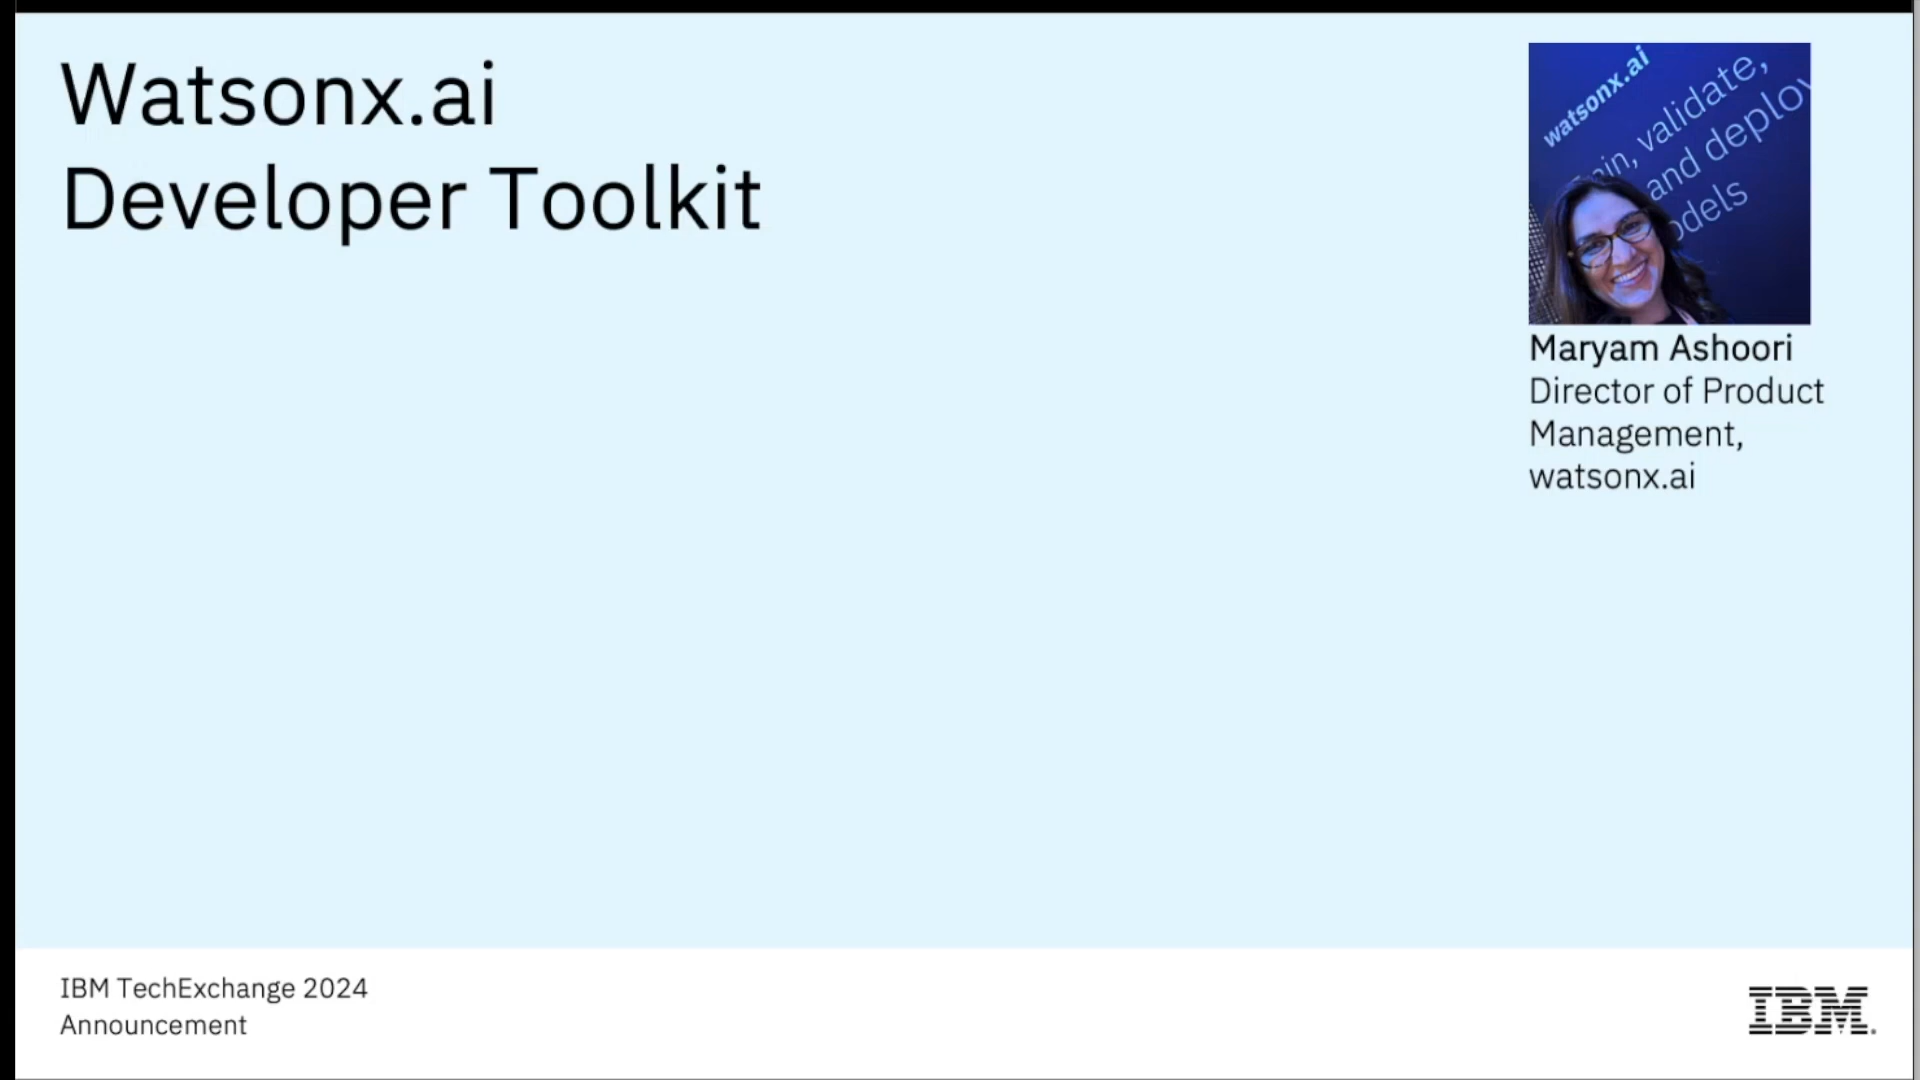 Watsonx.ai
Developer Toolkit
watsonx.ai
validate,
and deploy
Maryam Ashoori
Director of Product
Management,
watsonx.ai
IBM TechExchange 2024
Announcement
IBM